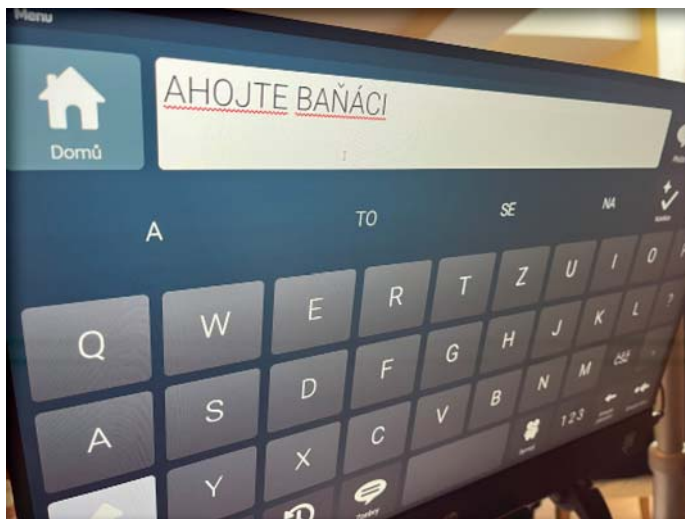 Menu
Domů
AHOJTE BAŇÁCI
A TO SE NA
Q W E R T Z U I O
A S D F G H J K L ?
Y X C V B N M 123